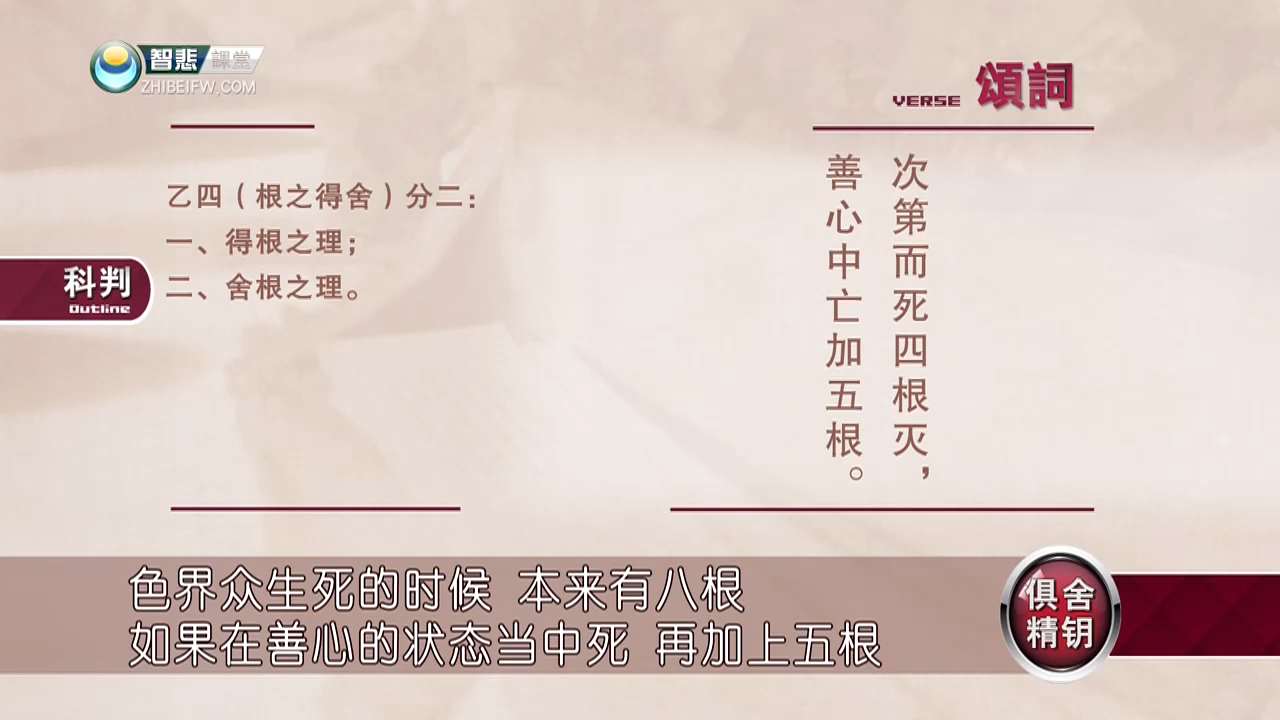 智悲課堂
ZHIBEIFW.COM
VERSE 頌詞
次第而死四根灭，
善心中亡加五根。
乙四（根之得舍）分二：
一、得根之理；
二、舍根之理。
科判
Outline
色界众生死的时候 本来有八根
如果在善心的状态当中死 再加上五根
俱舍
精钥